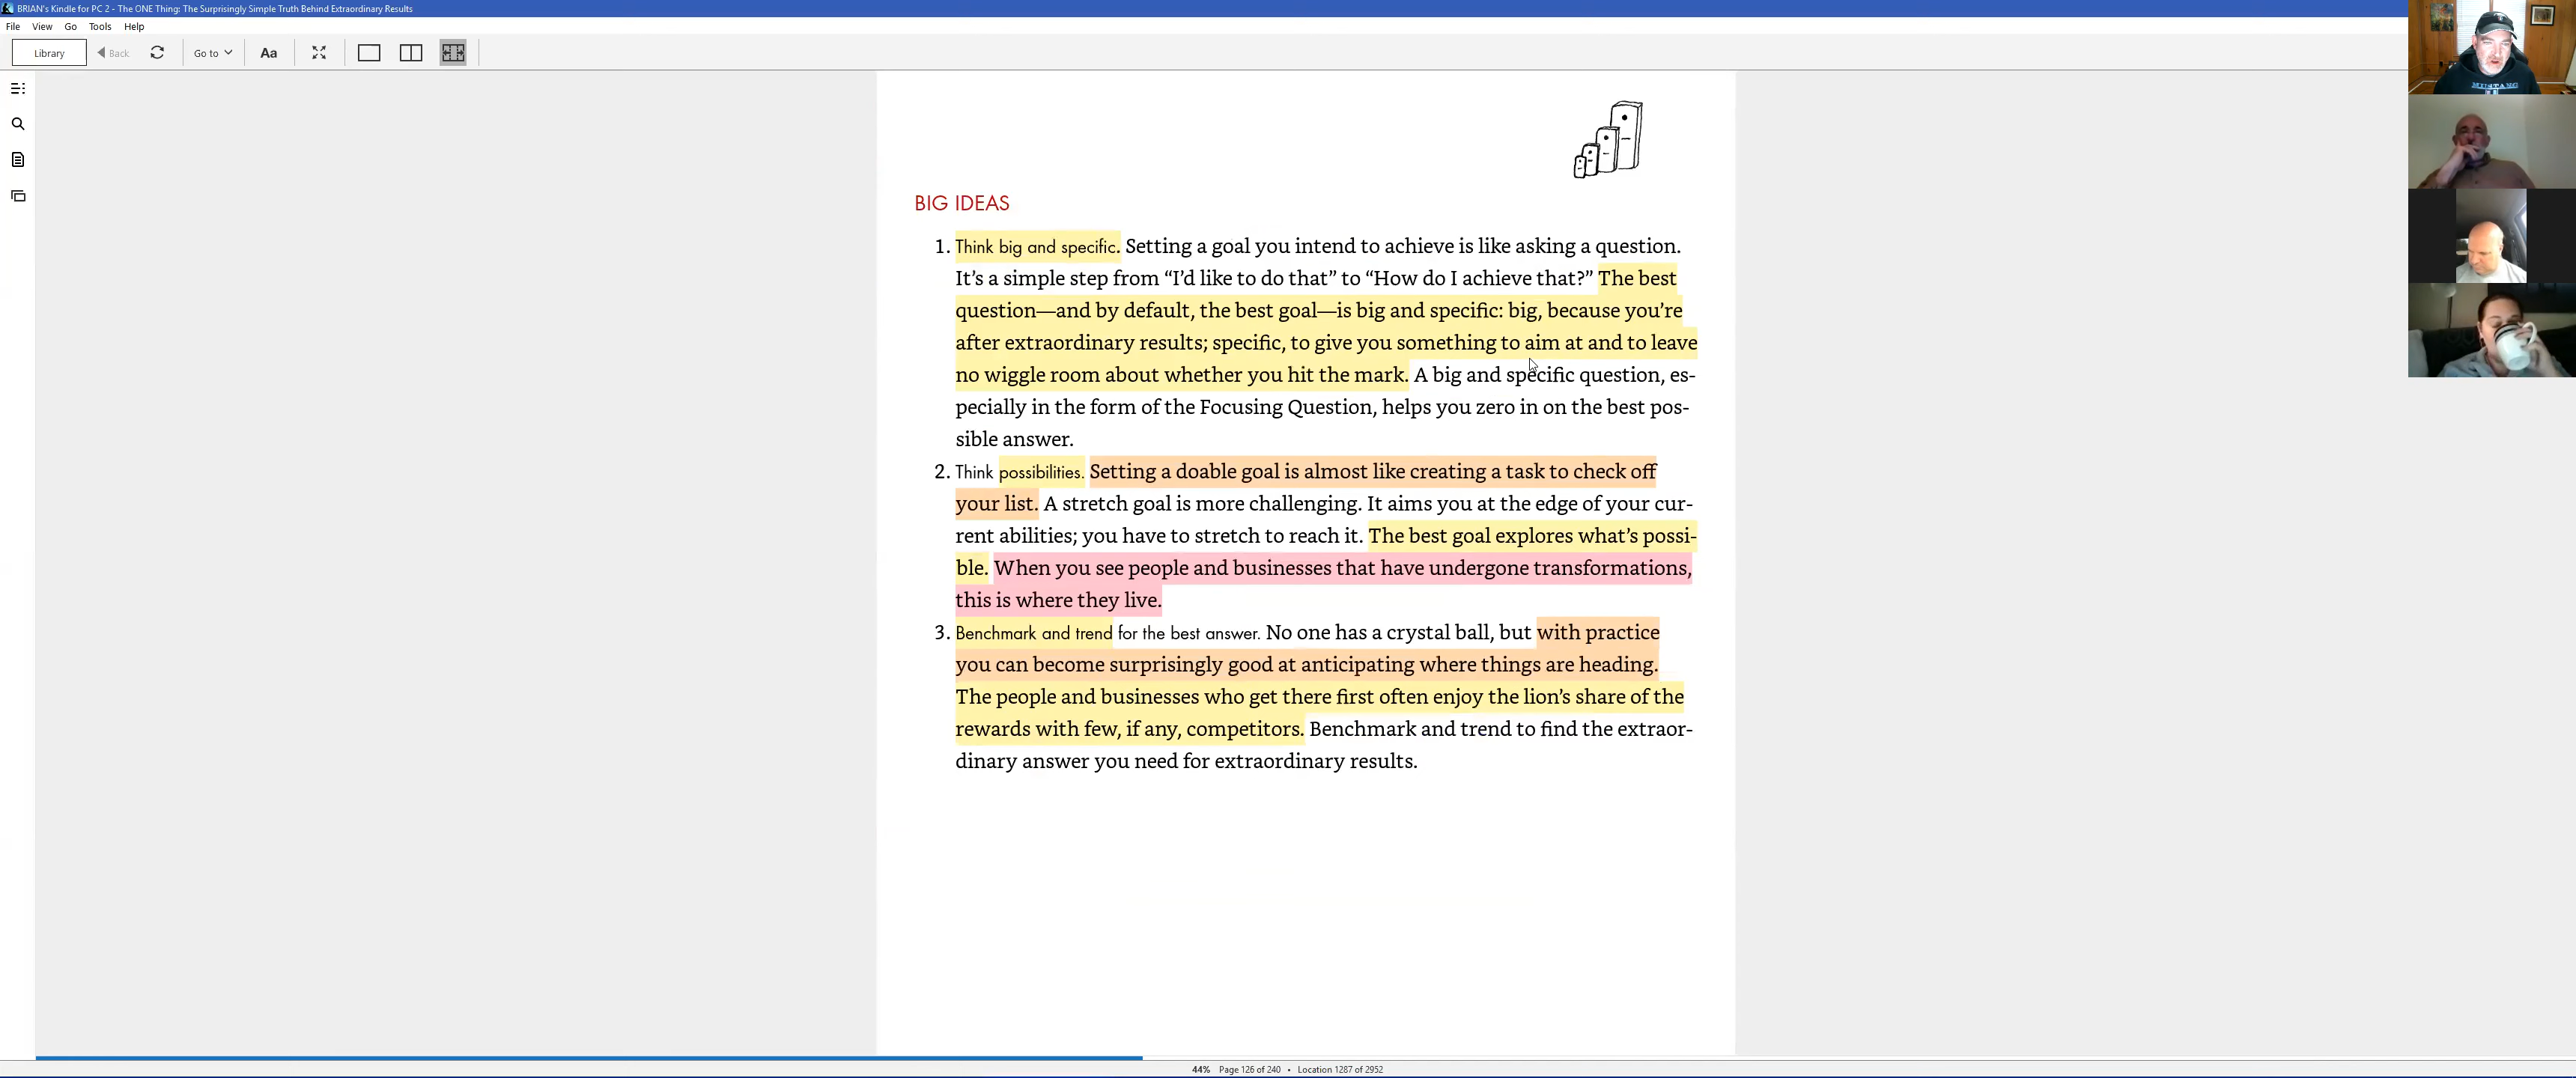 BRIAN's Kindle for PC 2 - The ONE Thing: The Surprisingly Simple Truth Behind Extraordinary Results
File View Go Tools Help
Library Back Go to Aa
BIG IDEAS
1. Think big and specific. Setting a goal you intend to achieve is like asking a question.
It’s a simple step from “I’d like to do that” to “How do I achieve that?” The best
question—and by default, the best goal—is big and specific: big, because you’re
after extraordinary results; specific, to give you something to aim at and to leave
no wiggle room about whether you hit the mark. A big and specific question, es-
pecially in the form of the Focusing Question, helps you zero in on the best pos-
sible answer.
2. Think possibilities. Setting a doable goal is almost like creating a task to check off
your list. A stretch goal is more challenging. It aims you at the edge of your cur-
rent abilities; you have to stretch to reach it. The best goal explores what’s possi-
ble. When you see people and businesses that have undergone transformations,
this is where they live.
3. Benchmark and trend for the best answer. No one has a crystal ball, but with practice
you can become surprisingly good at anticipating where things are heading.
The people and businesses who get there first often enjoy the lion’s share of the
rewards with few, if any, competitors. Benchmark and trend to find the extraor-
dinary answer you need for extraordinary results.
44% Page 126 of 240 • Location 1287 of 2952
MUSTANG